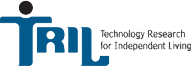 TRIL Technology Research
for Independent Living